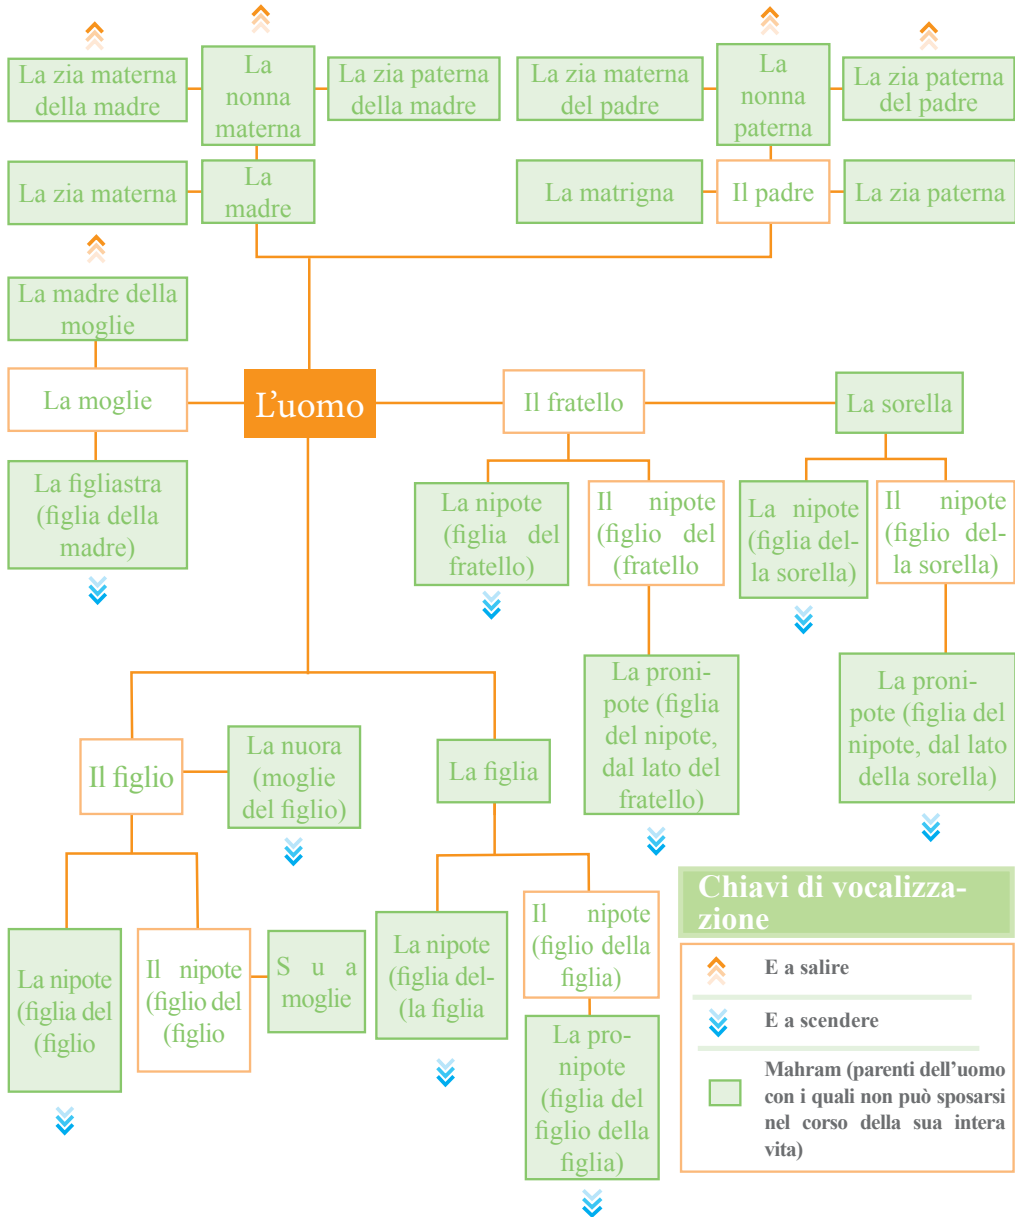 La zia materna
della madre
La
nonna
materna
La zia paterna
della madre
La zia materna
del padre
La
nonna
paterna
La zia paterna
del padre
La zia materna
La
madre
La matrigna
Il padre
La zia paterna
La madre della
moglie
La moglie
L'uomo
Il fratello
La sorella
La figliastra
(figlia della
madre)
La nipote
(figlia del
fratello)
Il nipote
(figlio del
(fratello
La nipote
(figlia del-
la sorella)
Il nipote
(figlio del-
la sorella)
La proni-
pote (figlia
del nipote,
dal lato del
fratello)
La proni-
pote (figlia del
nipote, dal lato
della sorella)
Il figlio
La nuora
(moglie
del figlio)
La figlia
La nipote
(figlia del
(figlio
Il nipote
(figlio del
(figlio
S u a
moglie
La nipote
(figlia del-
(la figlia
Il nipote
(figlio della
figlia)
La pro-
nipote
(figlia del
figlio della
figlia)
Chiavi di vocalizza-
zione
E a salire
E a scendere
Mahram (parenti dell’uomo
con i quali non può sposarsi
nel corso della sua intera
vita)